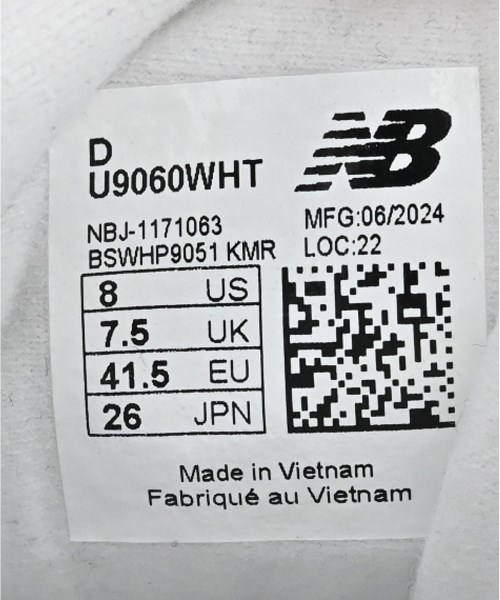 D
U9060WHT
NB
NBJ-1171063
BSWHP9051 KMR
MFG:06/2024
LOC:22
8 US
7.5 UK
41.5 EU
26 JPN
Made in Vietnam
Fabriqué au Vietnam